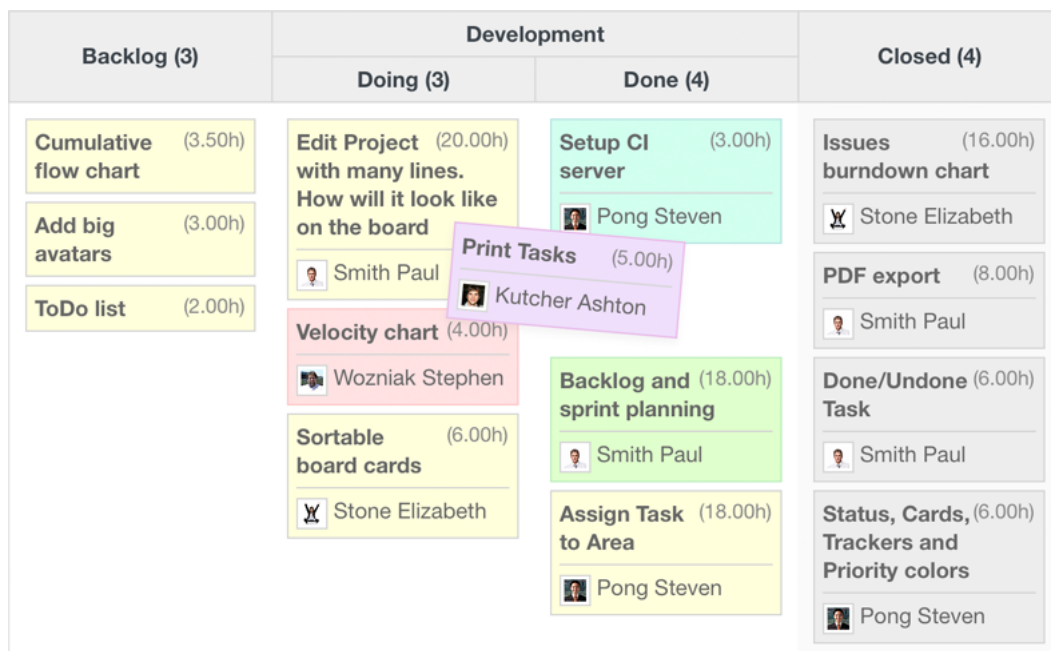 Backlog (3)
Development
Doing (3)
Done (4)
Closed (4)
Cumulative (3.50h)
flow chart
Add big (3.00h)
avatars
ToDo list (2.00h)
Edit Project (20.00h)
with many lines.
How will it look like
on the board
Smith Paul
Velocity chart (4.00h)
Wozniak Stephen
Sortable (6.00h)
board cards
Stone Elizabeth
Print Tasks (5.00h)
Kutcher Ashton
Setup CI (3.00h)
server
Pong Steven
Backlog and (18.00h)
sprint planning
Smith Paul
Assign Task (18.00h)
to Area
Pong Steven
Issues (16.00h)
burndown chart
Stone Elizabeth
PDF export (8.00h)
Smith Paul
Done/Undone (6.00h)
Task
Smith Paul
Status, Cards, (6.00h)
Trackers and
Priority colors
Pong Steven